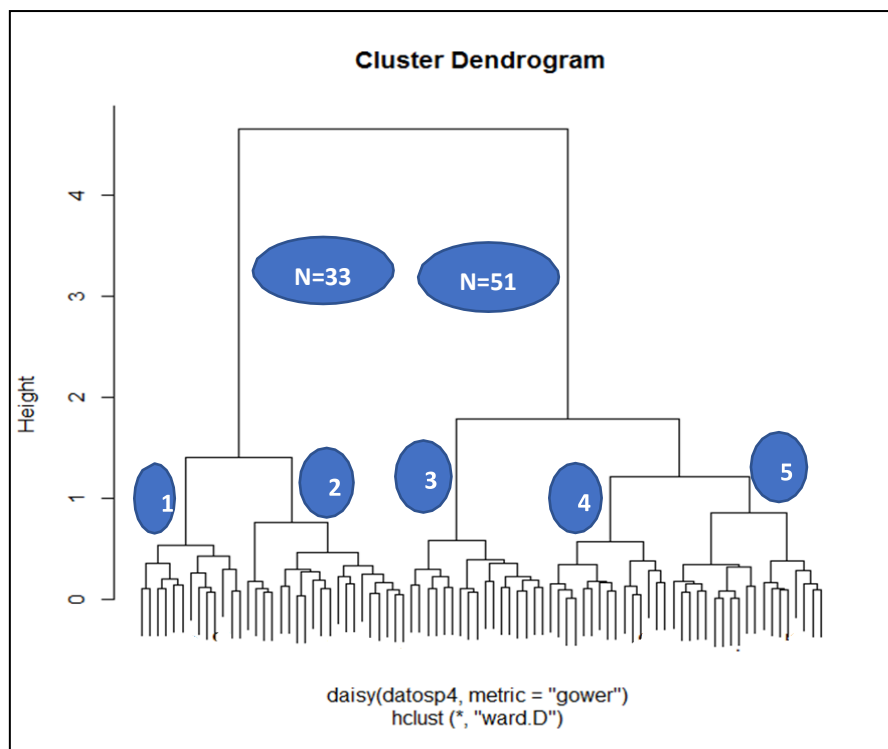 Cluster Dendrogram
Height
4
3
2
1
0
N=33
N=51
1
2
3
4
5
daisy(datosp4, metric = "gower")
hclust (*, "ward.D")